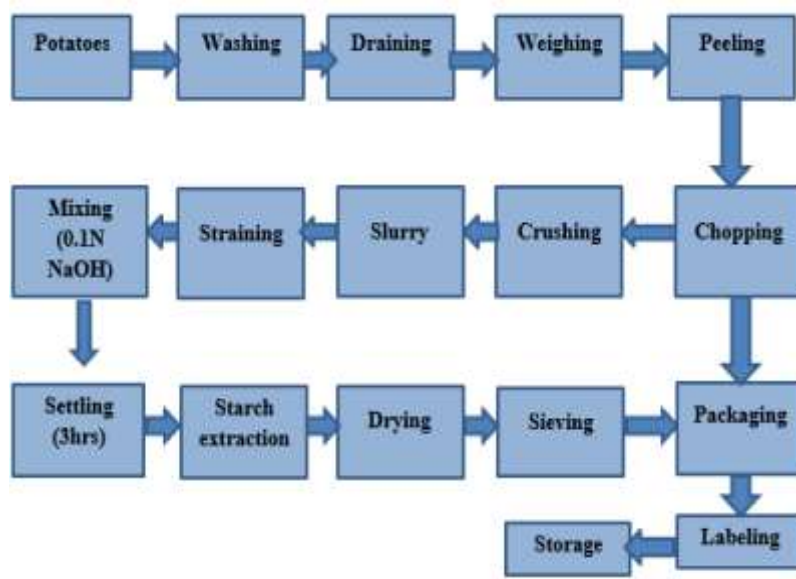 Potatoes
Washing
Draining
Weighing
Peeling
Mixing
(0.1N
NaOH)
Straining
Slurry
Crushing
Chopping
Settling
(3hrs)
Starch
extraction
Drying
Sieving
Packaging
Storage
Labeling